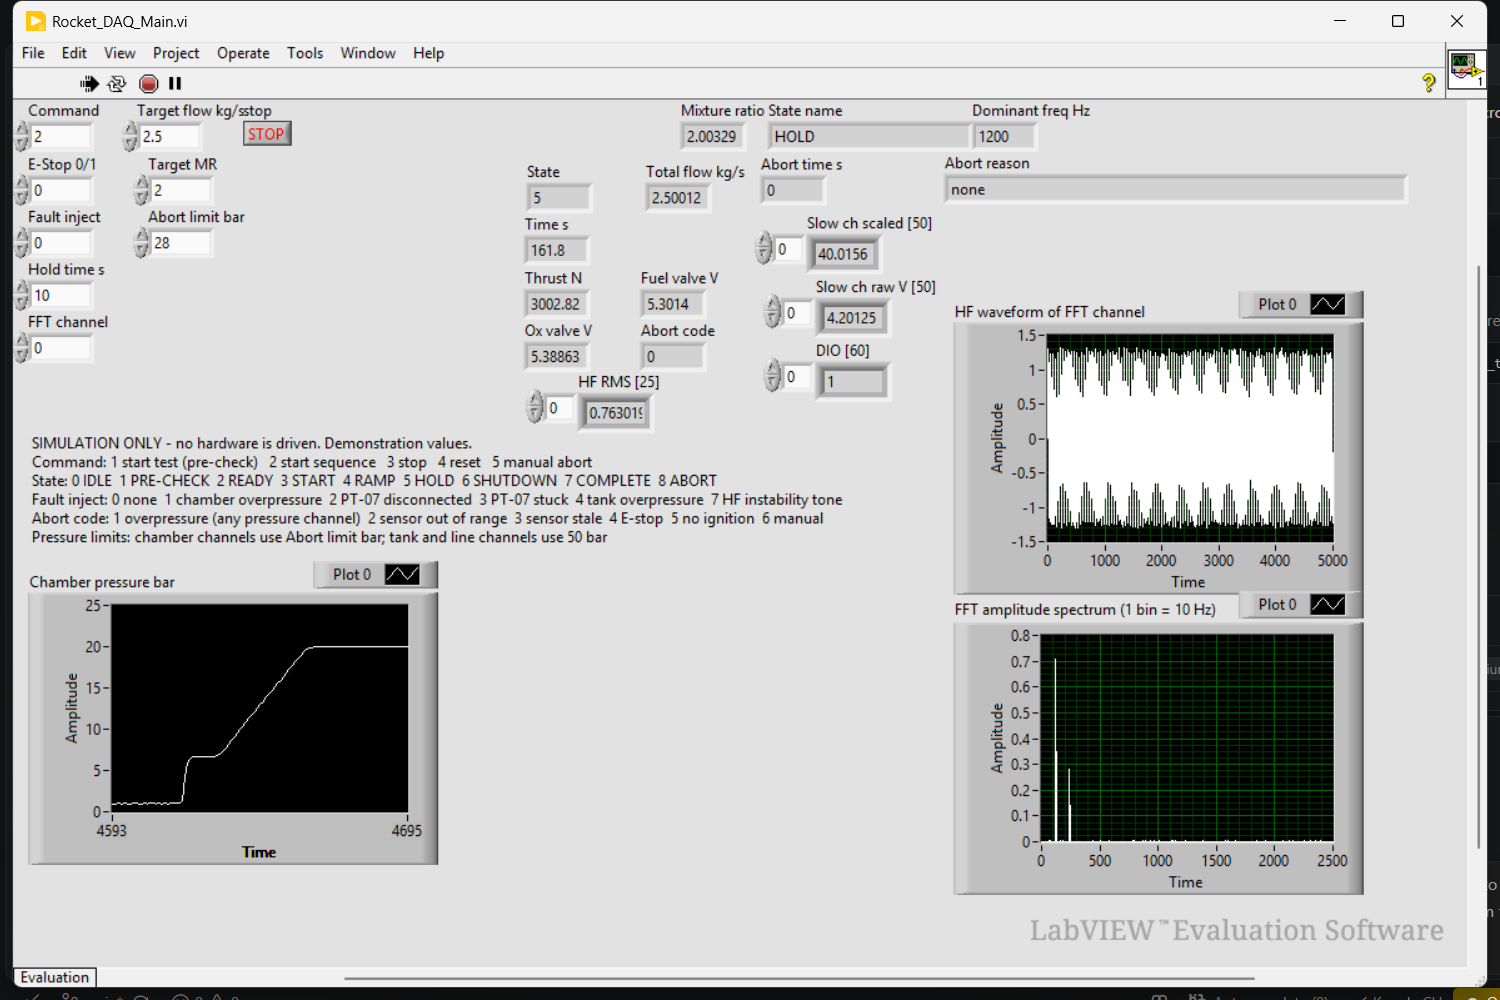 Rocket_DAQ_Main.vi
File Edit View Project Operate Tools Window Help
1
Command
2
Target flow kg/s
2.5
stop
STOP
E-Stop 0/1
0
Target MR
2
Fault inject
0
Abort limit bar
28
Hold time s
10
FFT channel
0
Mixture ratio
2.00329
State name
HOLD
Dominant freq Hz
1200
State
5
Total flow kg/s
2.50012
Abort time s
0
Abort reason
none
Time s
161.8
Slow ch scaled [50]
0
40.0156
Thrust N
3002.82
Fuel valve V
5.3014
Slow ch raw V [50]
0
4.20125
Ox valve V
5.38863
Abort code
0
DIO [60]
0
1
HF RMS [25]
0
0.763019
SIMULATION ONLY - no hardware is driven. Demonstration values.
Command: 1 start test (pre-check) 2 start sequence 3 stop 4 reset 5 manual abort
State: 0 IDLE 1 PRE-CHECK 2 READY 3 START 4 RAMP 5 HOLD 6 SHUTDOWN 7 COMPLETE 8 ABORT
Fault inject: 0 none 1 chamber overpressure 2 PT-07 disconnected 3 PT-07 stuck 4 tank overpressure 7 HF instability tone
Abort code: 1 overpressure (any pressure channel) 2 sensor out of range 3 sensor stale 4 E-stop 5 no ignition 6 manual
Pressure limits: chamber channels use Abort limit bar; tank and line channels use 50 bar
Chamber pressure bar
Plot 0
Amplitude
25
20
15
10
5
0
4593 4695
Time
HF waveform of FFT channel
Plot 0
Amplitude
1.5
1
0.5
0
-0.5
-1
-1.5
0 1000 2000 3000 4000 5000
Time
FFT amplitude spectrum (1 bin = 10 Hz)
Plot 0
Amplitude
0.8
0.7
0.6
0.5
0.4
0.3
0.2
0.1
0
0 500 1000 1500 2000 2500
Time
LabVIEW™ Evaluation Software
Evaluation